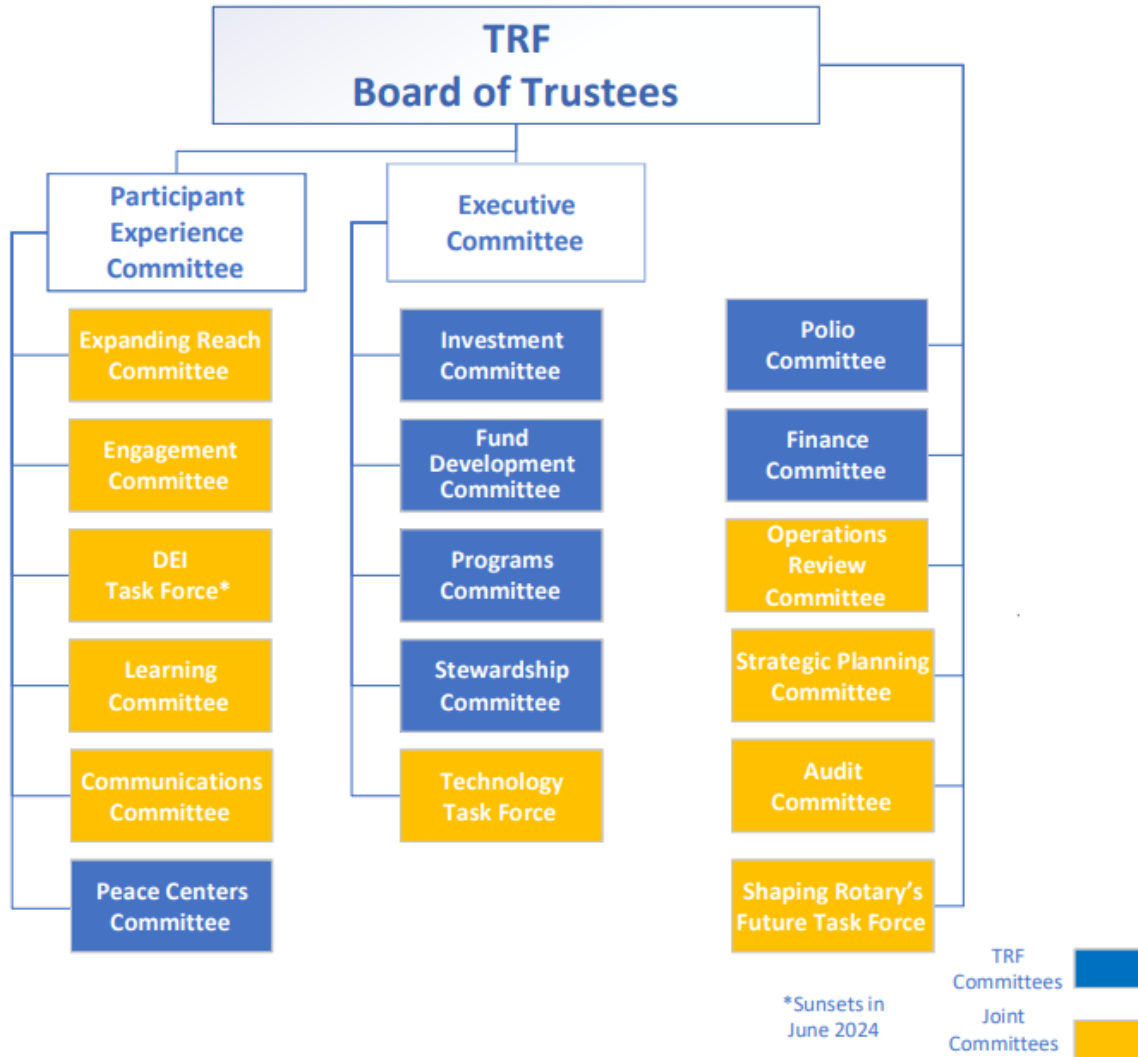 TRF
Board of Trustees
Participant
Experience
Committee
Executive
Committee
Expanding Reach
Committee
Engagement
Committee
DEI
Task Force*
Learning
Committee
Communications
Committee
Peace Centers
Committee
Investment
Committee
Fund
Development
Committee
Programs
Committee
Stewardship
Committee
Technology
Task Force
Polio
Committee
Finance
Committee
Operations
Review
Committee
Strategic Planning
Committee
Audit
Committee
Shaping Rotary’s
Future Task Force
*Sunsets in
June 2024
TRF
Committees
Joint
Committees